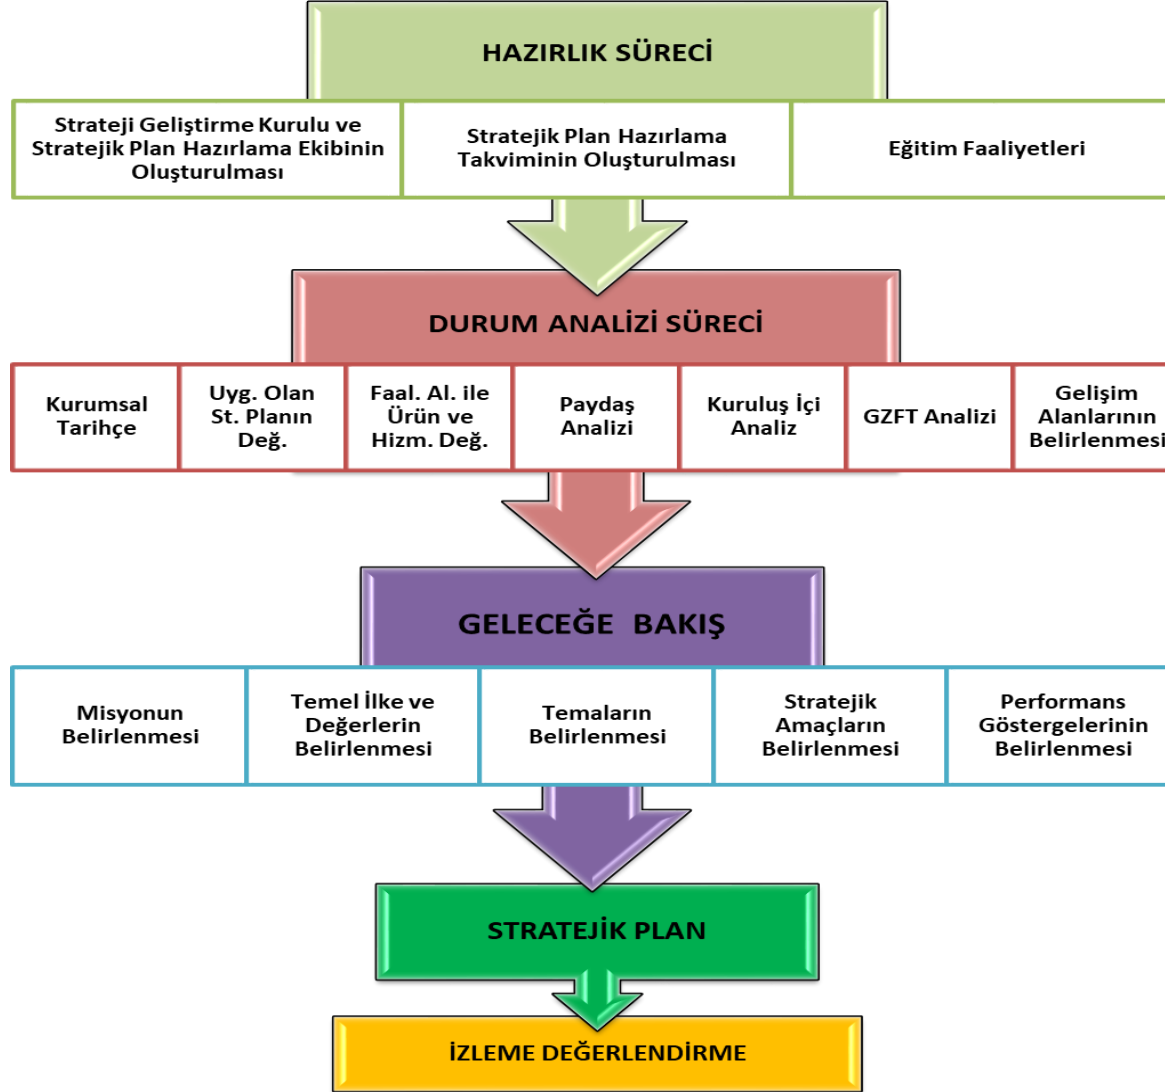 HAZIRLIK SÜRECİ
Strateji Geliştirme Kurulu ve
Stratejik Plan Hazırlama Ekibinin
Oluşturulması
Stratejik Plan Hazırlama
Takviminin Oluşturulması
Eğitim Faaliyetleri
DURUM ANALİZİ SÜRECİ
Kurumsal
Tarihçe
Uyg. Olan
St. Planın
Değ.
Faal. Al. ile
Ürün ve
Hizm. Değ.
Paydaş
Analizi
Kuruluş İçi
Analiz
GZFT Analizi
Gelişim
Alanlarının
Belirlenmesi
GELECEĞE BAKIŞ
Misyonun
Belirlenmesi
Temel İlke ve
Değerlerin
Belirlenmesi
Temaların
Belirlenmesi
Stratejik
Amaçların
Belirlenmesi
Performans
Göstergelerinin
Belirlenmesi
STRATEJİK PLAN
İZLEME DEĞERLENDİRME